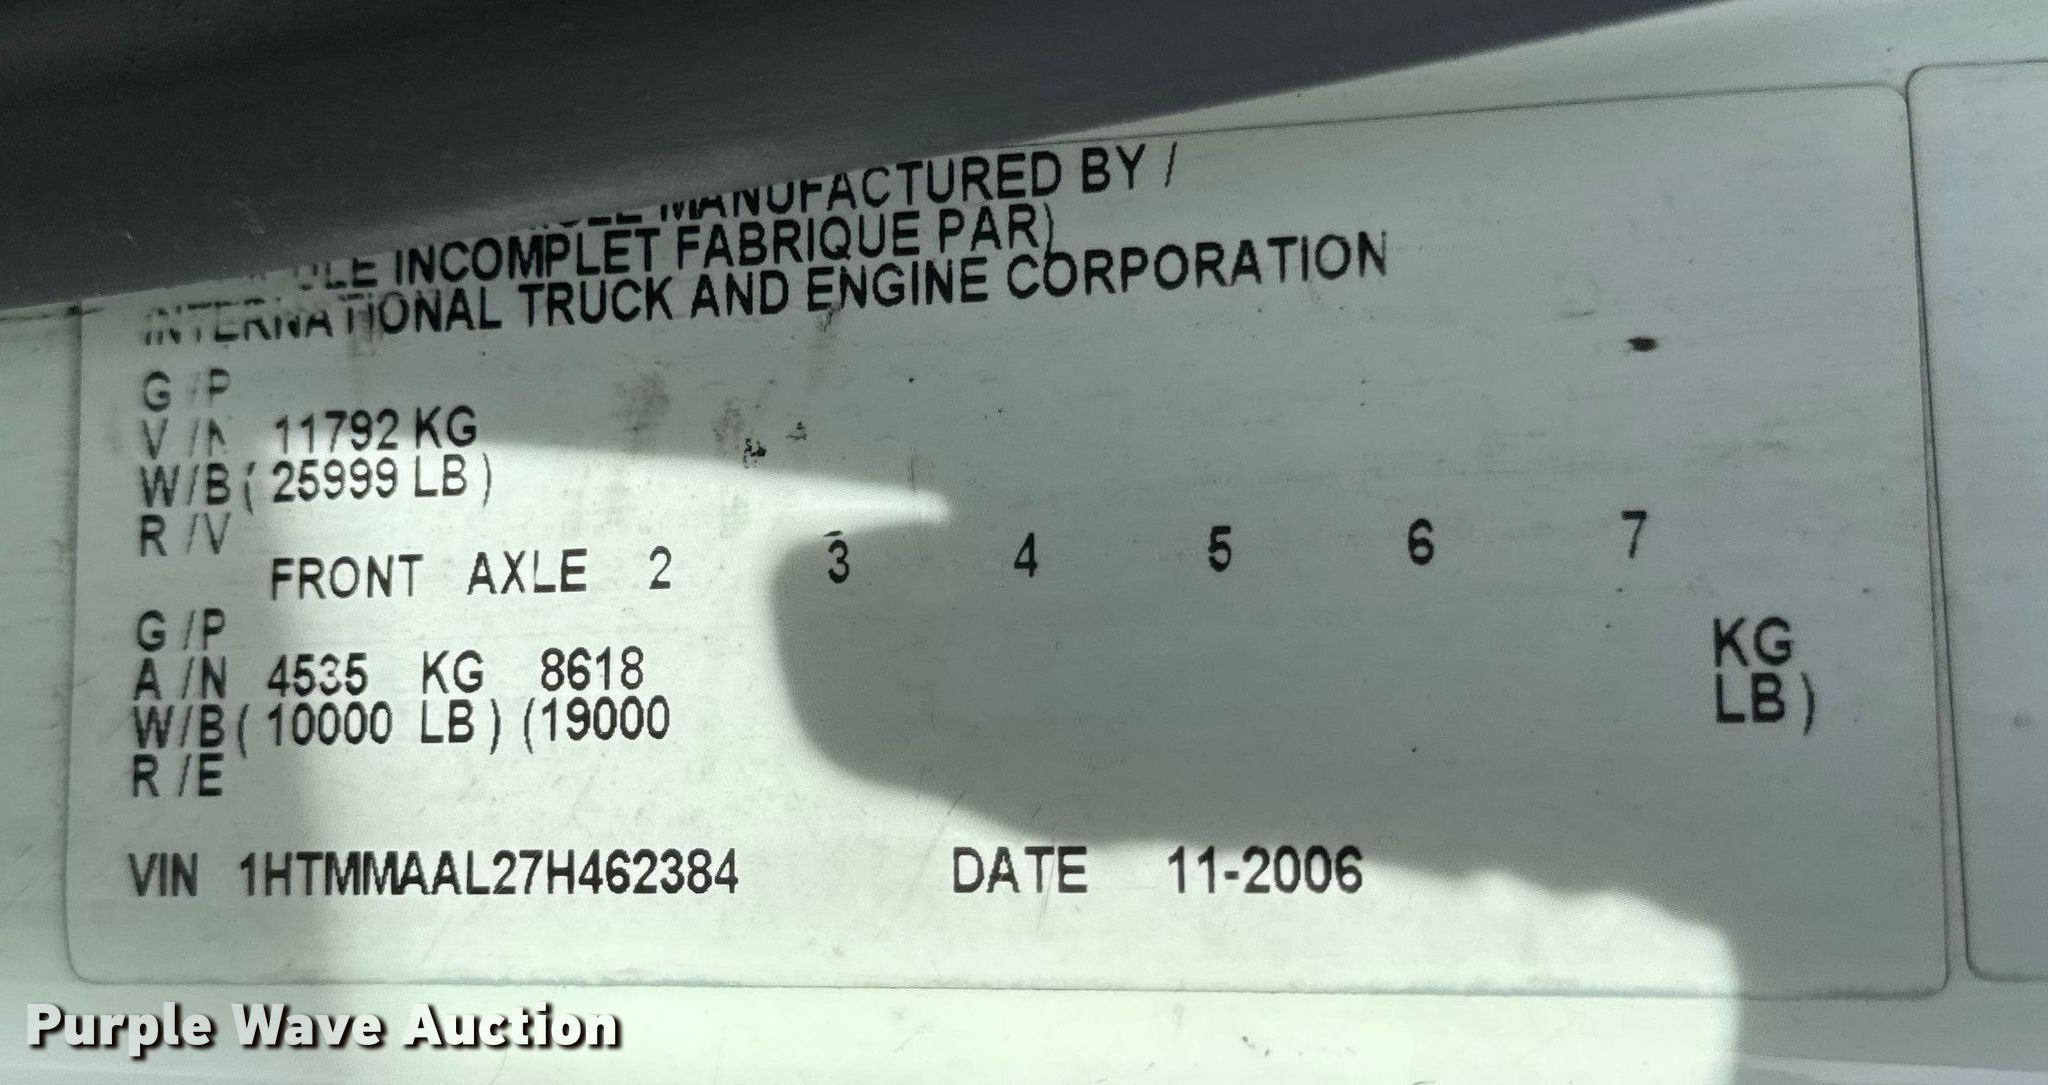 MANUFACTURED BY /
INCOMPLET FABRIQUE PAR)
INTERNATIONAL TRUCK AND ENGINE CORPORATION
G /P
V /N 11792 KG
W/B ( 25999 LB )
R /V
FRONT AXLE 2 3 4 5 6 7
G /P
A /N 4535 KG 8618 KG
W/B ( 10000 LB ) (19000 LB )
R /E
VIN 1HTMMAAL27H462384 DATE 11-2006
Purple Wave Auction